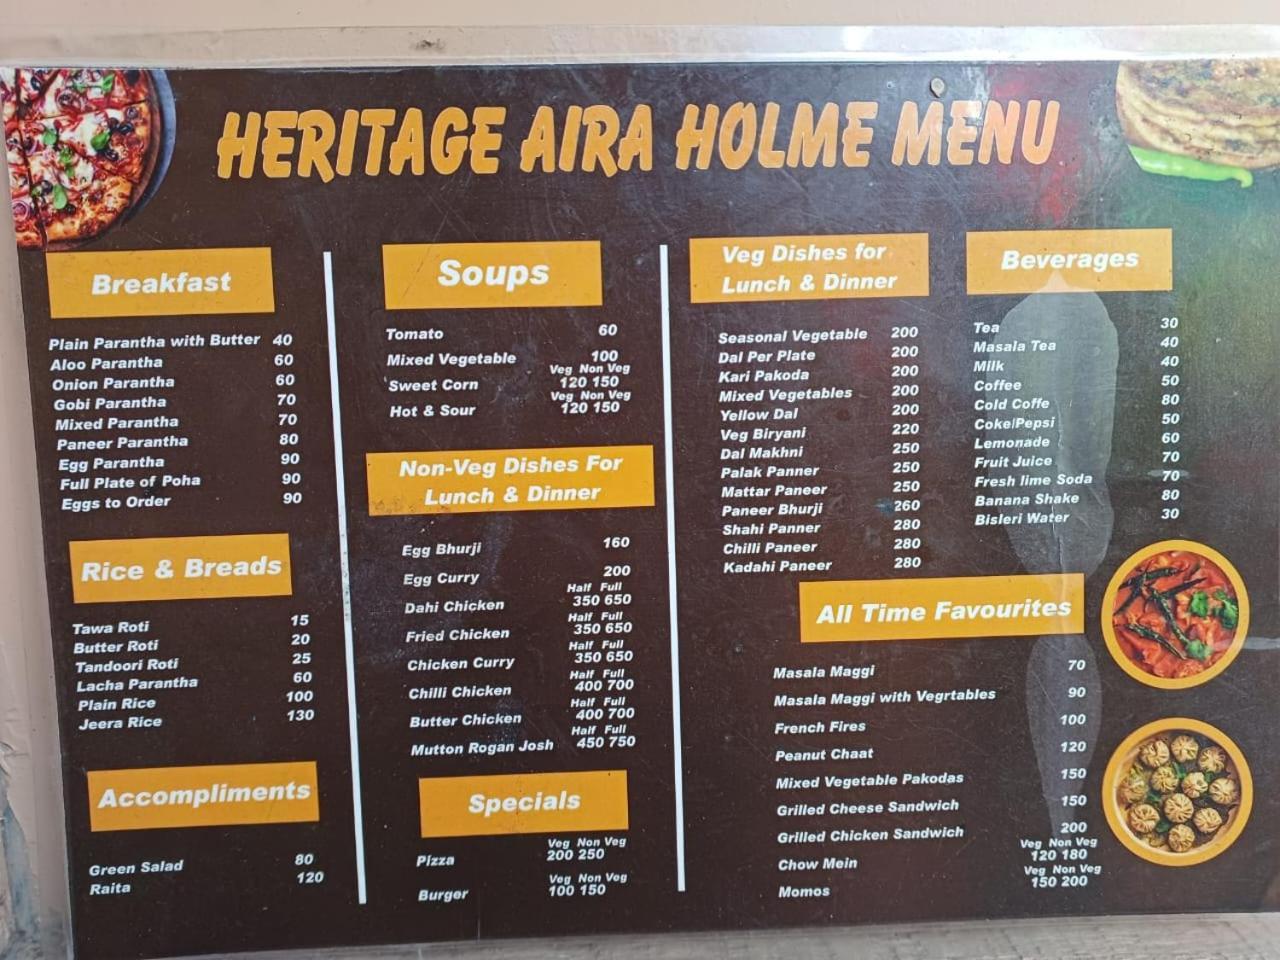 HERITAGE AIRA HOLME MENU
Breakfast
Plain Parantha with Butter 40
Aloo Parantha 60
Onion Parantha 60
Gobi Parantha 70
Mixed Parantha 70
Paneer Parantha 80
Egg Parantha 90
Full Plate of Poha 90
Eggs to Order 90
Rice & Breads
Tawa Roti 15
Butter Roti 20
Tandoori Roti 25
Lacha Parantha 60
Plain Rice 100
Jeera Rice 130
Accompliments
Green Salad 80
Raita 120
Soups
Tomato 60
Mixed Vegetable 100
Veg Non Veg
Sweet Corn 120 150
Veg Non Veg
Hot & Sour 120 150
Non-Veg Dishes For
Lunch & Dinner
Egg Bhurji 160
Egg Curry 200
Half Full
Dahi Chicken 350 650
Half Full
Fried Chicken 350 650
Half Full
Chicken Curry 350 650
Half Full
Chilli Chicken 400 700
Half Full
Butter Chicken 400 700
Half Full
Mutton Rogan Josh 450 750
Specials
Veg Non Veg
Pizza 200 250
Veg Non Veg
Burger 100 150
Veg Dishes for
Lunch & Dinner
Seasonal Vegetable 200
Dal Per Plate 200
Kari Pakoda 200
Mixed Vegetables 200
Yellow Dal 200
Veg Biryani 220
Dal Makhni 250
Palak Panner 250
Mattar Paneer 250
Paneer Bhurji 260
Shahi Panner 280
Chilli Paneer 280
Kadahi Paneer 280
Beverages
Tea 30
Masala Tea 40
Milk 40
Coffee 50
Cold Coffe 80
Coke/Pepsi 50
Lemonade 60
Fruit Juice 70
Fresh lime Soda 70
Banana Shake 80
Bisleri Water 30
All Time Favourites
Masala Maggi 70
Masala Maggi with Vegrtables 90
French Fires 100
Peanut Chaat 120
Mixed Vegetable Pakodas 150
Grilled Cheese Sandwich 150
Grilled Chicken Sandwich 200
Veg Non Veg
Chow Mein 120 180
Veg Non Veg
Momos 150 200